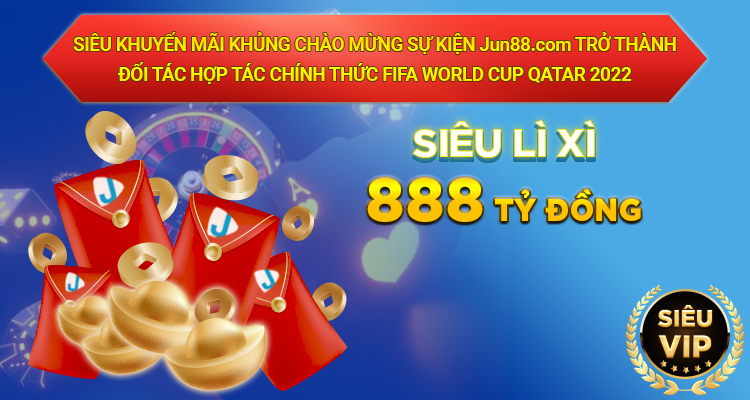 SIÊU KHUYẾN MÃI KHỦNG CHÀO MỪNG SỰ KIỆN Jun88.com TRỞ THÀNH
ĐỐI TÁC HỢP TÁC CHÍNH THỨC FIFA WORLD CUP QATAR 2022
SIÊU LÌ XÌ
888 TỶ ĐỒNG
J
J
J
J
A
SIÊU
VIP